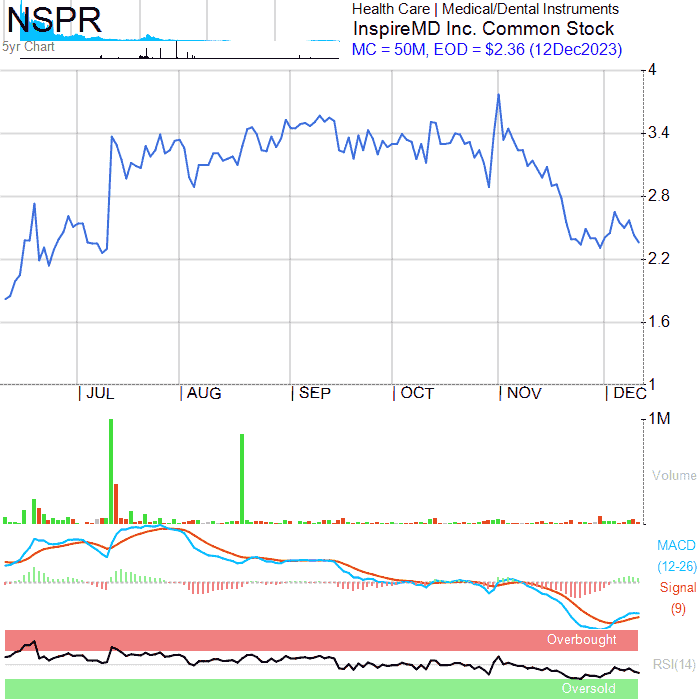 NSPR
5yr Chart
Health Care | Medical/Dental Instruments
InspireMD Inc. Common Stock
MC = 50M, EOD = $2.36 (12Dec2023)
4
3.4
2.8
2.2
1.6
1
| JUL | AUG | SEP | OCT | NOV | DEC
1M
Volume
MACD
(12-26)
Signal
(9)
Overbought
RSI(14)
Oversold